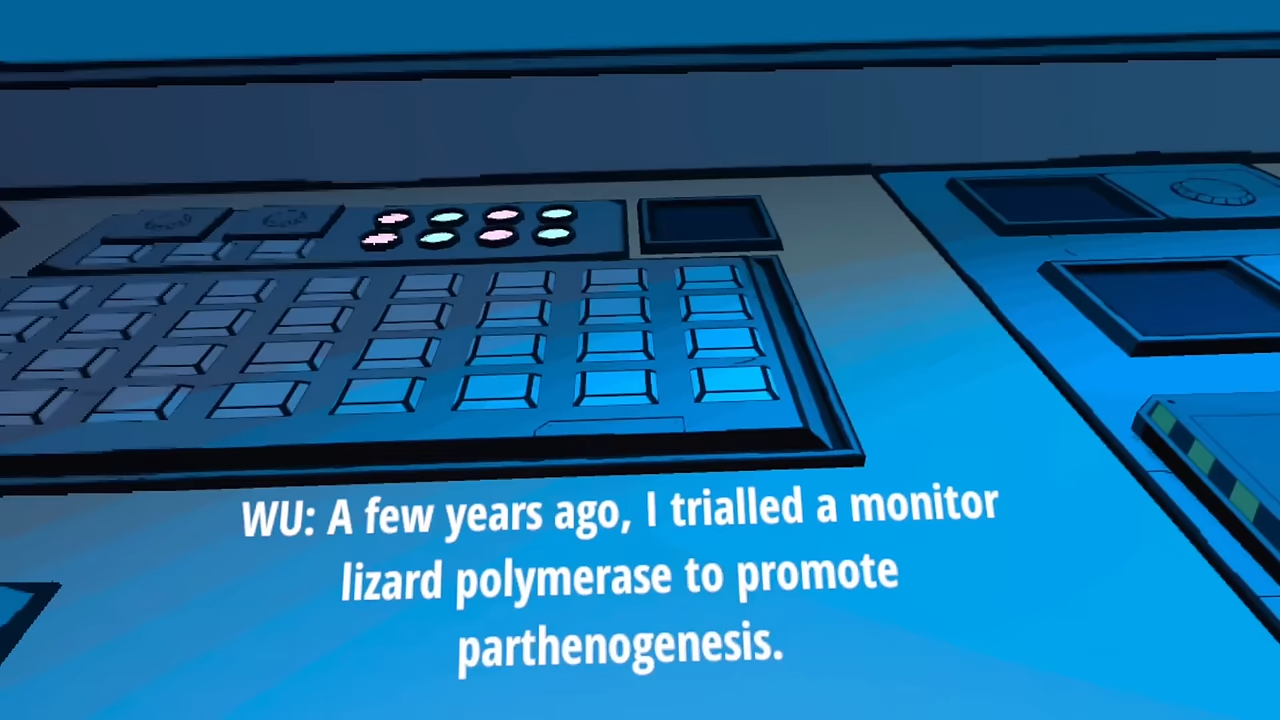 WU: A few years ago, I trialled a monitor
lizard polymerase to promote
parthenogenesis.